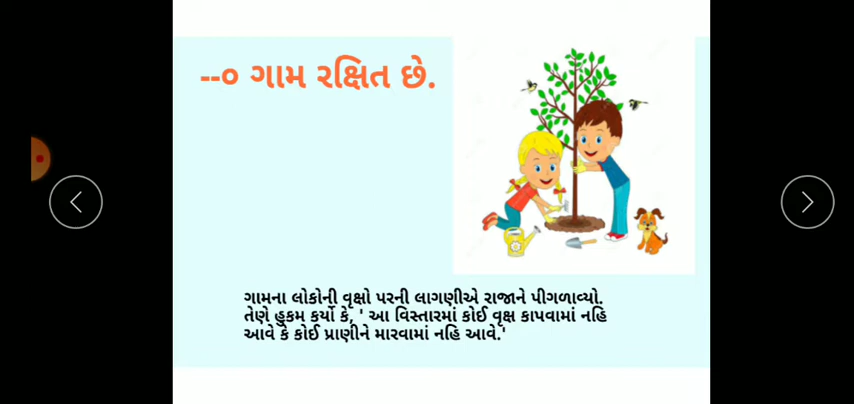 --૦ ગામ રક્ષિત છે.
ગામના લોકોની વૃક્ષો પરની લાગણીએ રાજાને પીગળાવ્યો.
તેણે હુકમ કર્યો કે, ' આ વિસ્તારમાં કોઈ વૃક્ષ કાપવામાં નહિ
આવે કે કોઈ પ્રાણીને મારવામાં નહિ આવે.'